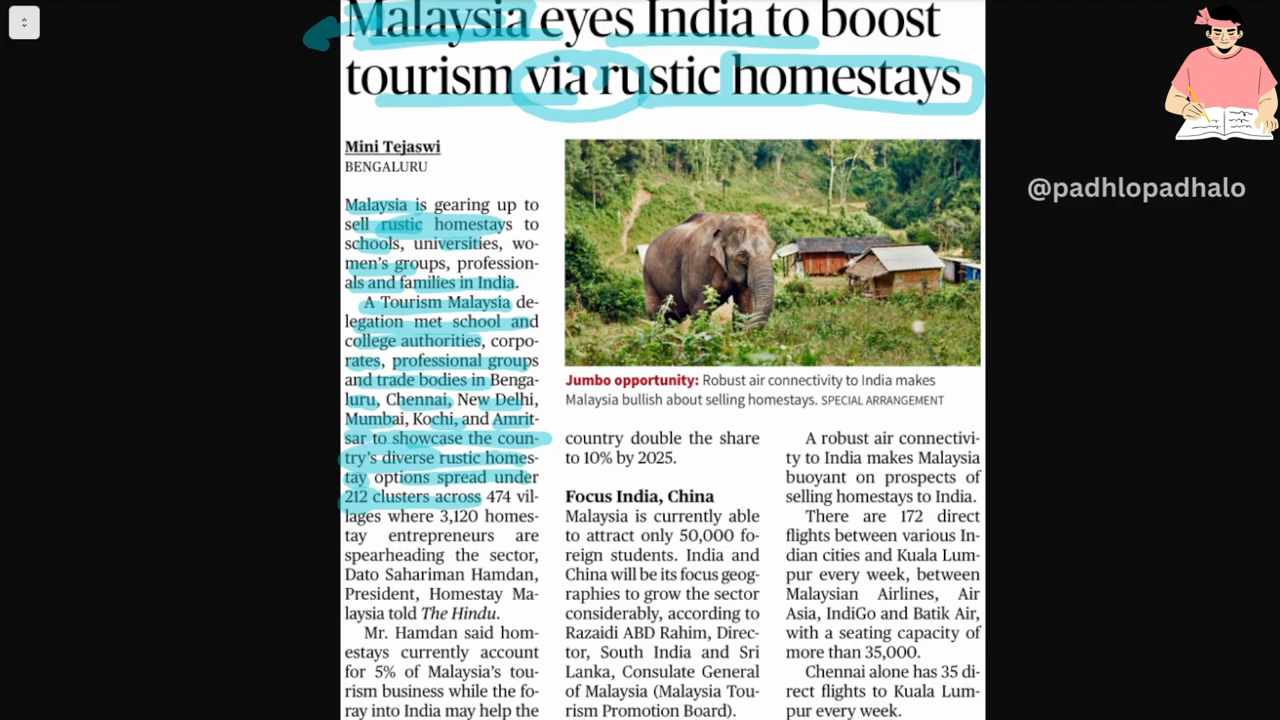 Malaysia eyes India to boost
tourism via rustic homestays
Mini Tejaswi
BENGALURU
Malaysia is gearing up to
sell rustic homestays to
schools, universities, wo-
men's groups, profession-
als and families in India.
A Tourism Malaysia de-
legation met school and
college authorities, corpo-
rates, professional groups
and trade bodies in Benga-
luru, Chennai, New Delhi,
Mumbai, Kochi, and Amrit-
sar to showcase the coun-
try's diverse rustic homes-
tay options spread under
212 clusters across 474 vil-
lages where 3,120 homes-
tay entrepreneurs are
spearheading the sector,
Dato Sahariman Hamdan,
President, Homestay Ma-
laysia told The Hindu.
Mr. Hamdan said hom-
estays currently account
for 5% of Malaysia's tou-
rism business while the fo-
ray into India may help the
Jumbo opportunity: Robust air connectivity to India makes
Malaysia bullish about selling homestays. SPECIAL ARRANGEMENT
country double the share
to 10% by 2025.
Focus India, China
Malaysia is currently able
to attract only 50,000 fo-
reign students. India and
China will be its focus geog-
raphies to grow the sector
considerably, according to
Razaidi ABD Rahim, Direc-
tor, South India and Sri
Lanka, Consulate General
of Malaysia (Malaysia Tou-
rism Promotion Board).
A robust air connectivi-
ty to India makes Malaysia
buoyant on prospects of
selling homestays to India.
There are 172 direct
flights between various In-
dian cities and Kuala Lum-
pur every week, between
Malaysian Airlines, Air
Asia, IndiGo and Batik Air,
with a seating capacity of
more than 35,000.
Chennai alone has 35 di-
rect flights to Kuala Lum-
pur every week.
@padhlopadhalo